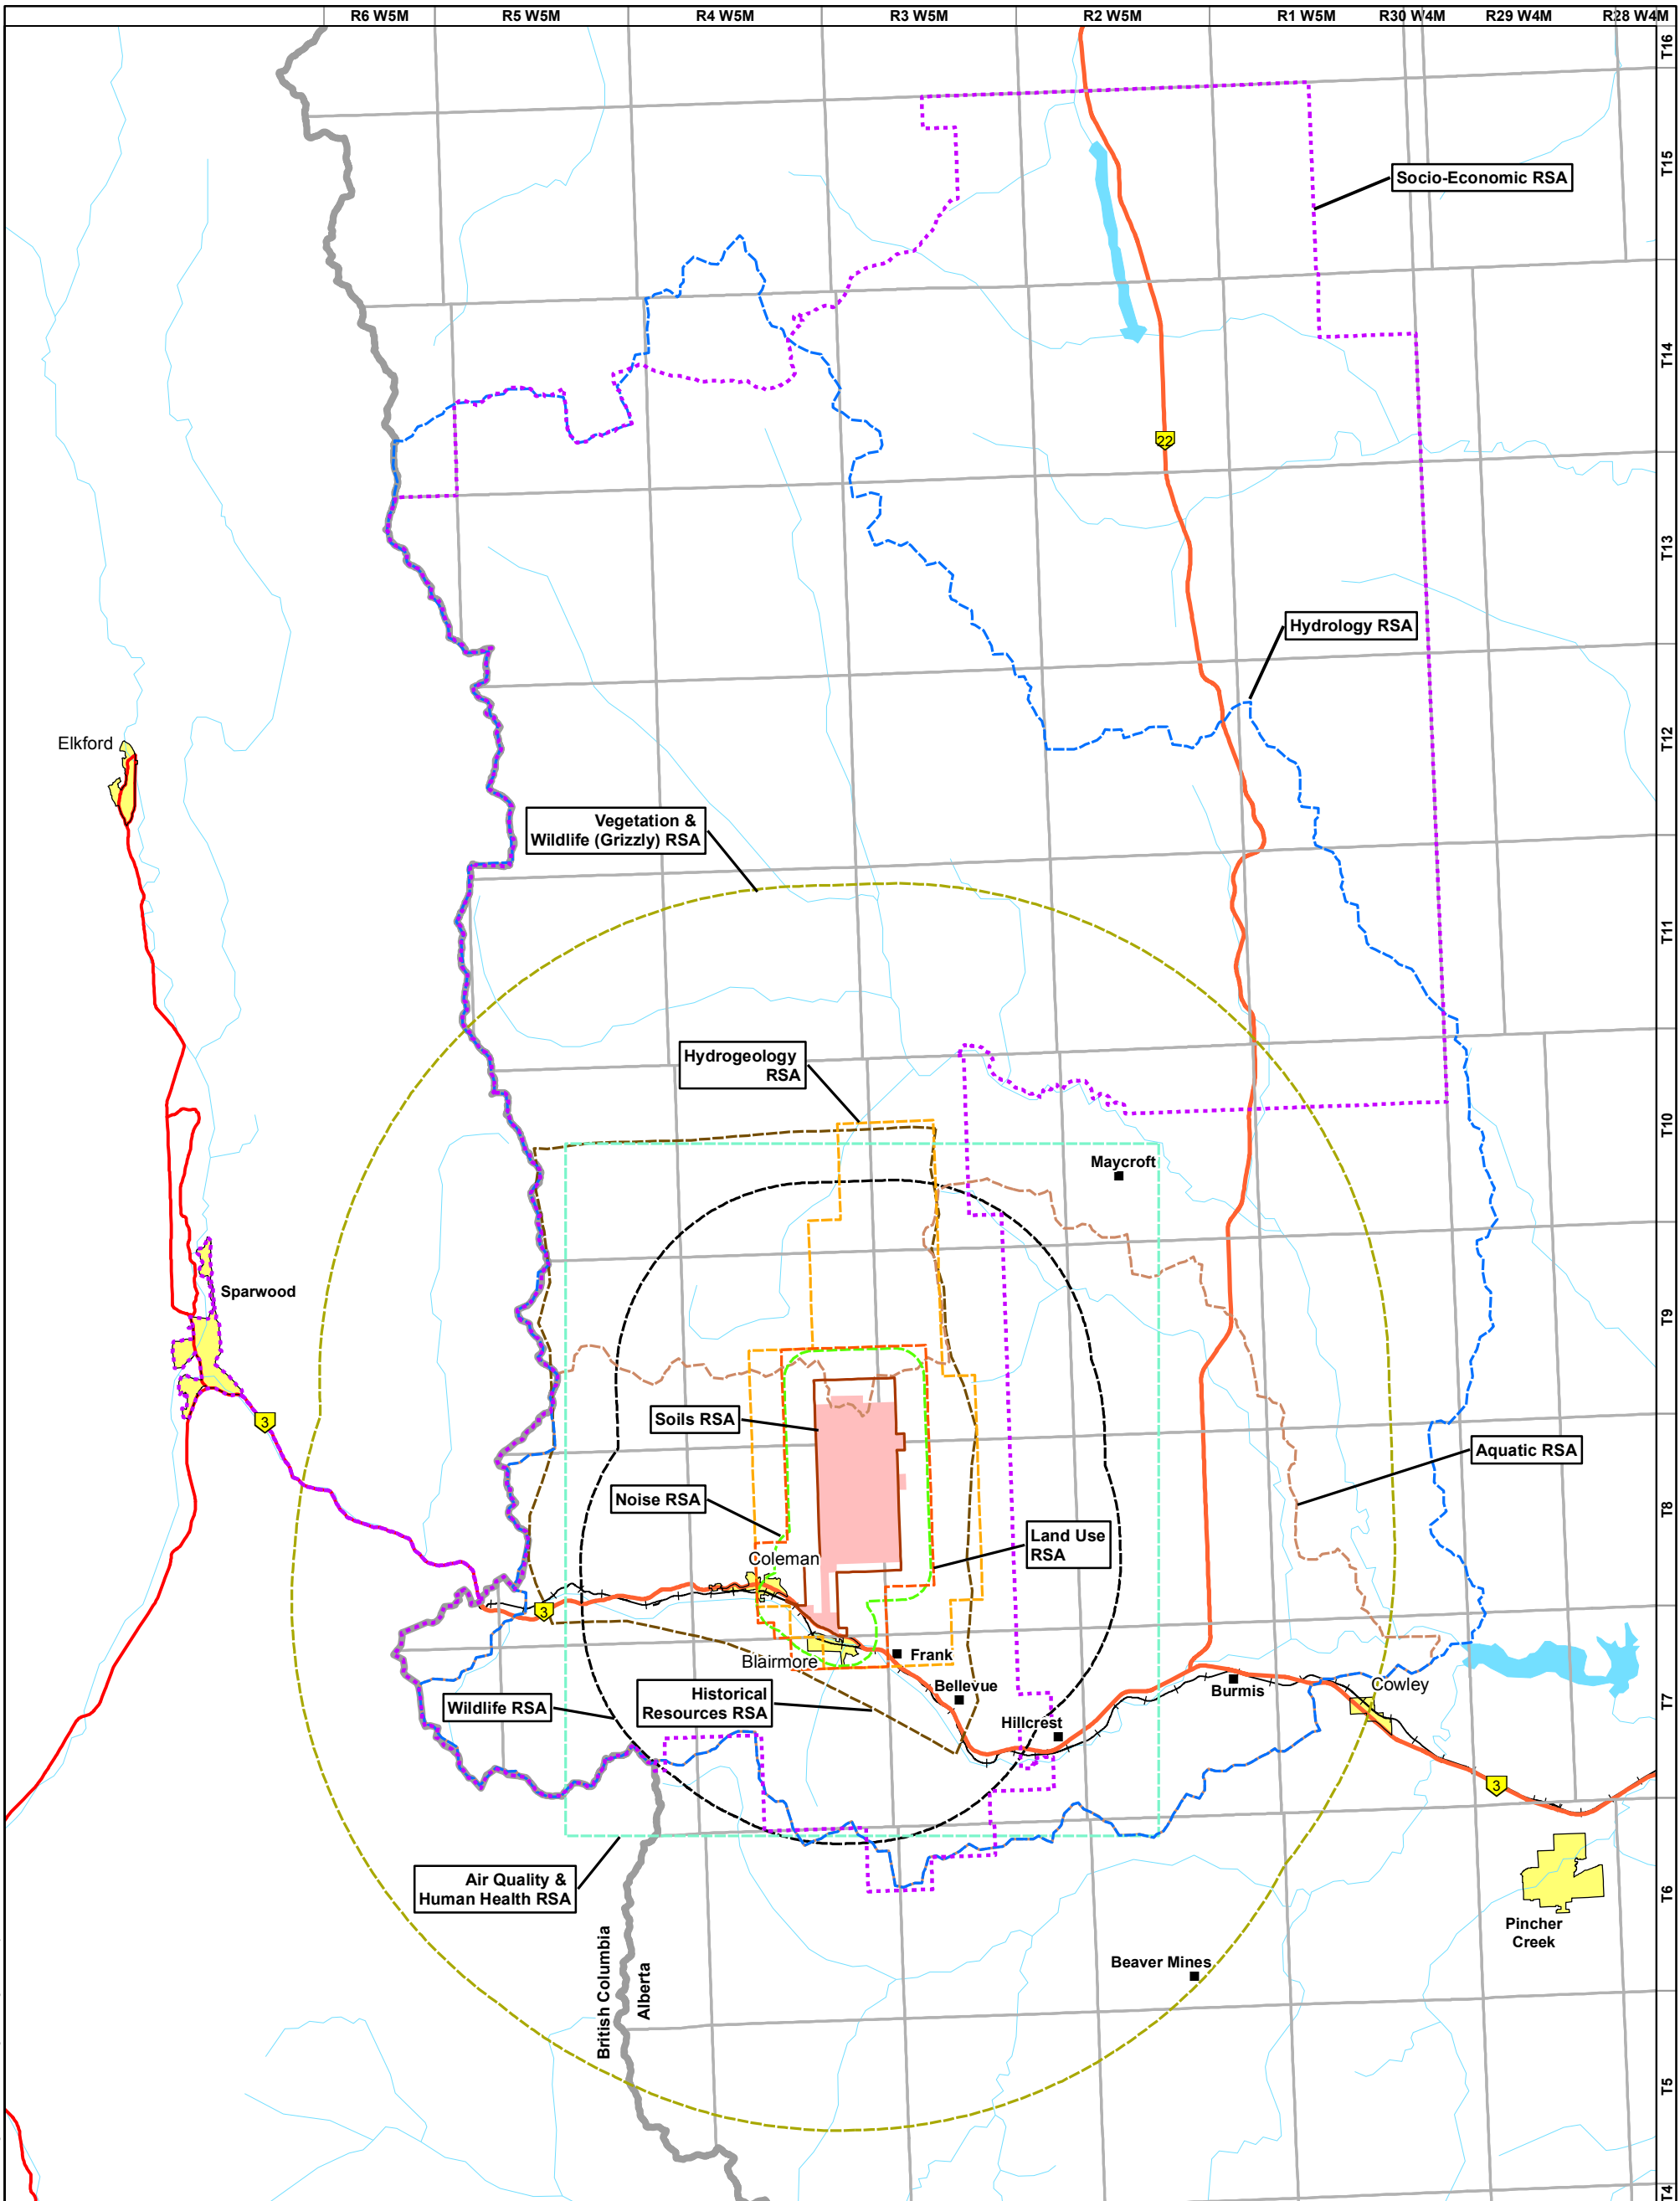 R6 W5M
R5 W5M
R4 W5M
R3 W5M
R2 W5M
R1 W5M
R30 W4M
R29 W4M
R28 W4M
T16
T15
Socio-Economic RSA
T14
22
T13
Hydrology RSA
T12
Elkford
Vegetation &
Wildlife (Grizzly) RSA
T11
Hydrogeology
RSA
T10
Maycroft
Sparwood
T9
3
Soils RSA
Aquatic RSA
Noise RSA
T8
Land Use
RSA
Coleman
3
Frank
Blairmore
Bellevue
Burmis
Cowley
T7
Wildlife RSA
Historical
Resources RSA
Hillcrest
3
Air Quality &
Human Health RSA
T6
Pincher
Creek
British Columbia
Alberta
Beaver Mines
T5
T4